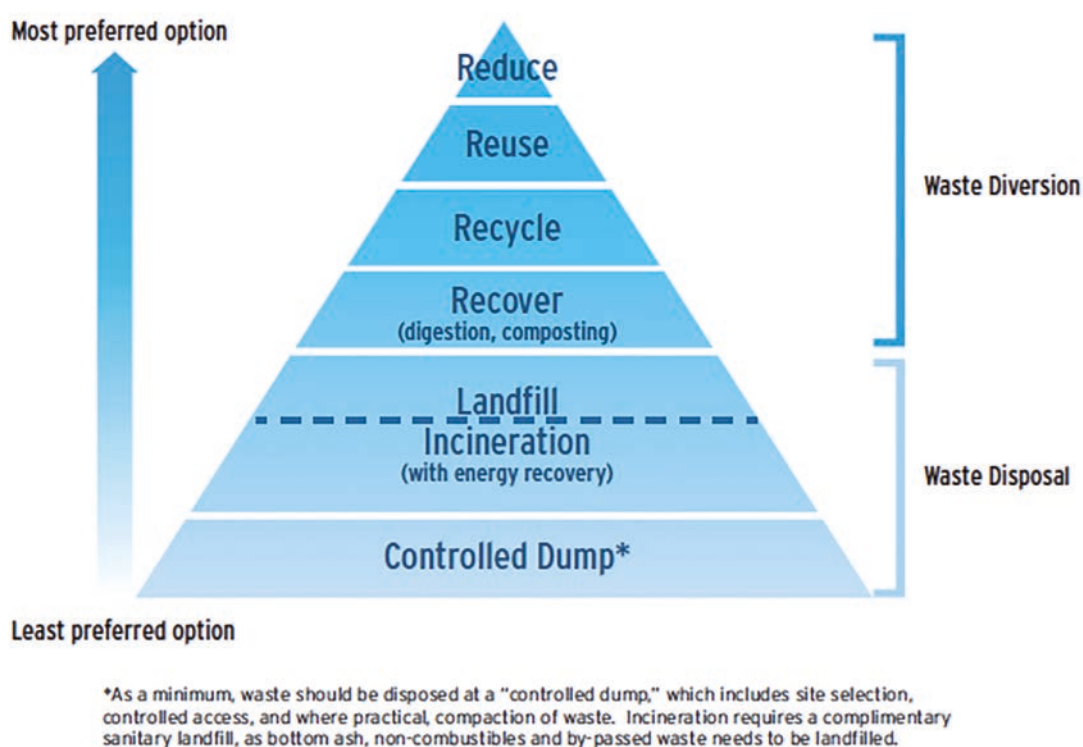 Most preferred option
Reduce
Reuse
Waste Diversion
Recycle
Recover
(digestion, composting)
Landfill
Incineration
(with energy recovery)
Waste Disposal
Controlled Dump*
Least preferred option
*As a minimum, waste should be disposed at a “controlled dump,” which includes site selection,
controlled access, and where practical, compaction of waste. Incineration requires a complimentary
sanitary landfill, as bottom ash, non-combustibles and by-passed waste needs to be landfilled.